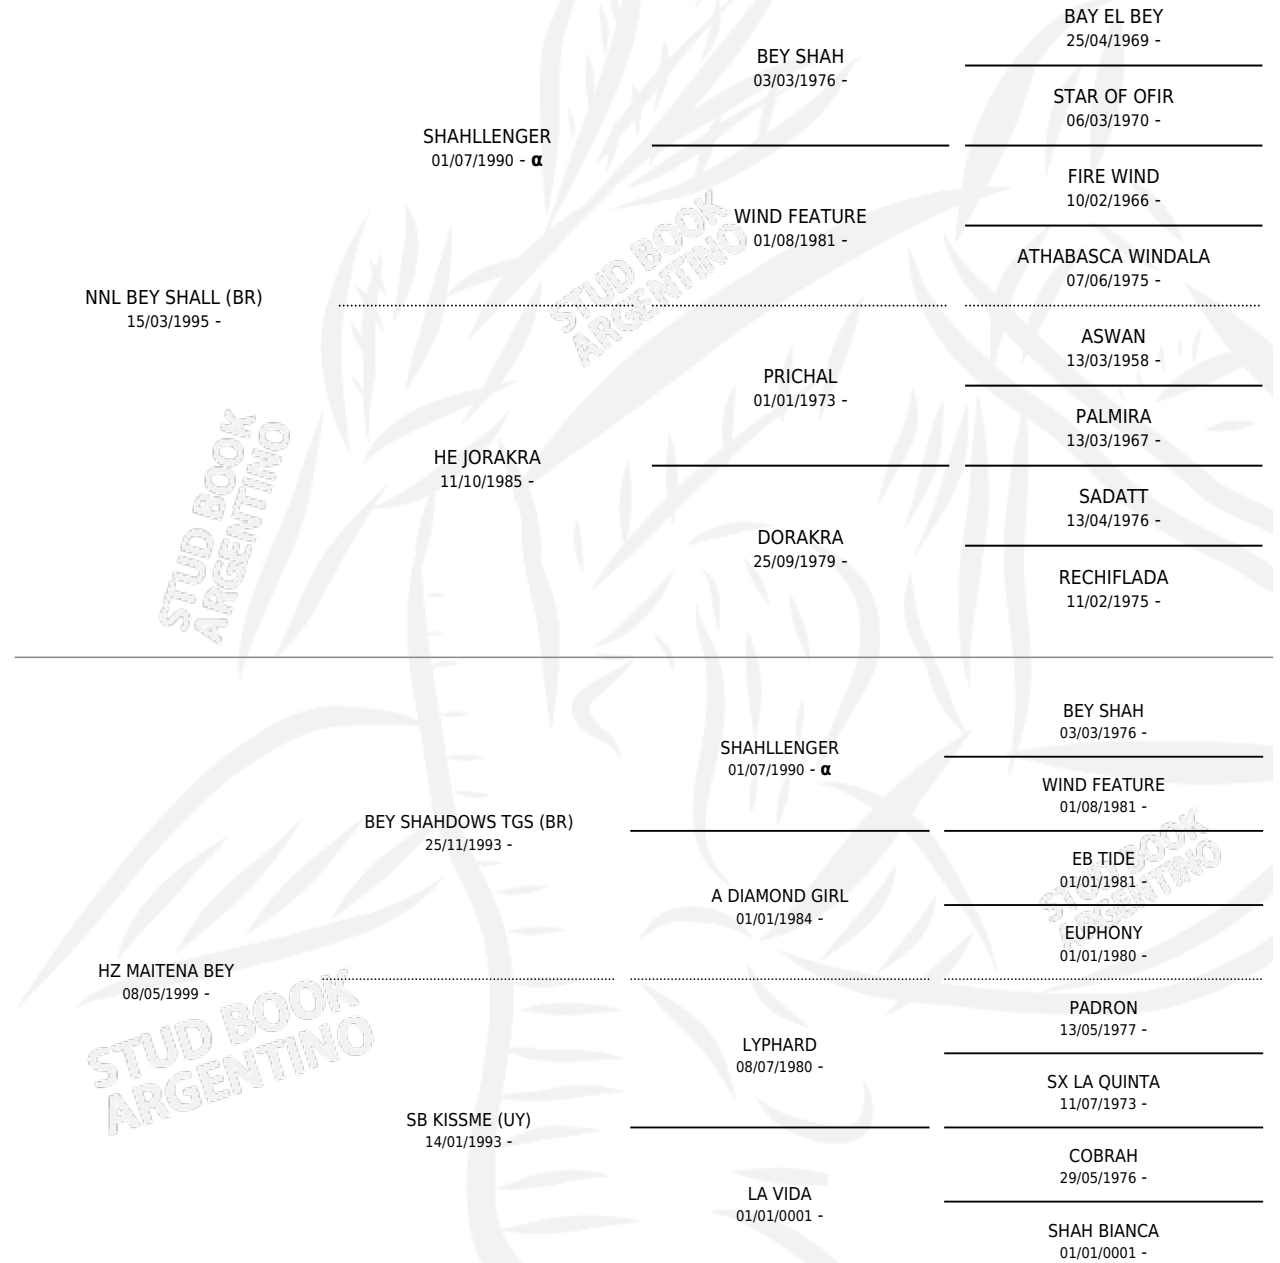 BAY EL BEY
25/04/1969 -
BEY SHAH
03/03/1976 -
STAR OF OFIR
06/03/1970 -
SHAHLLENGER
01/07/1990 - α
FIRE WIND
10/02/1966 -
WIND FEATURE
01/08/1981 -
ATHABASCA WINDALA
07/06/1975 -
NNL BEY SHALL (BR)
15/03/1995 -
ASWAN
13/03/1958 -
PRICHAL
01/01/1973 -
PALMIRA
13/03/1967 -
HE JORAKRA
11/10/1985 -
SADATT
13/04/1976 -
DORAKRA
25/09/1979 -
RECHIFLADA
11/02/1975 -
STUD BOOK
ARGENTINO
STUD BOOK
ARGENTINO
BEY SHAH
03/03/1976 -
SHAHLLENGER
01/07/1990 - α
WIND FEATURE
01/08/1981 -
BEY SHAHDOWS TGS (BR)
25/11/1993 -
EB TIDE
01/01/1981 -
A DIAMOND GIRL
01/01/1984 -
EUPHONY
01/01/1980 -
HZ MAITENA BEY
08/05/1999 -
PADRON
13/05/1977 -
LYPHARD
08/07/1980 -
SX LA QUINTA
11/07/1973 -
SB KISSME (UY)
14/01/1993 -
COBRAH
29/05/1976 -
LA VIDA
01/01/0001 -
SHAH BIANCA
01/01/0001 -
STUD BOOK
ARGENTINO
STUD BOOK
ARGENTINO